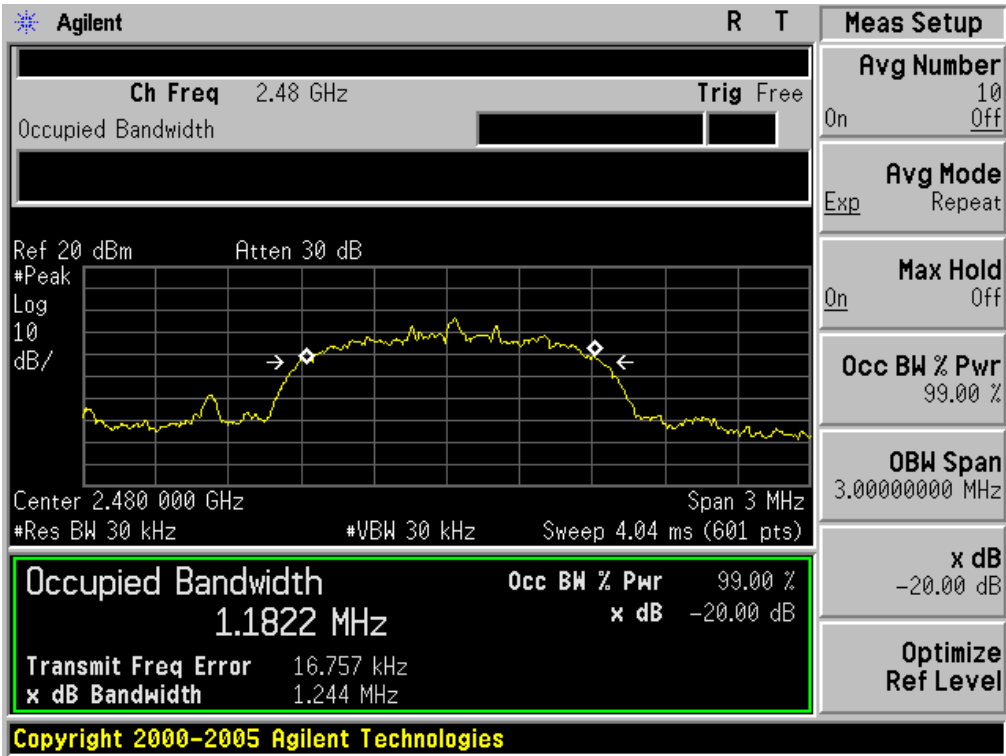 Agilent R T
Ch Freq 2.48 GHz Trig Free
Occupied Bandwidth
Ref 20 dBm Atten 30 dB
#Peak
Log
10
dB/
Center 2.480 000 GHz Span 3 MHz
#Res BW 30 kHz #VBW 30 kHz Sweep 4.04 ms (601 pts)
Occupied Bandwidth Occ BW % Pwr 99.00 %
1.1822 MHz x dB -20.00 dB
Transmit Freq Error 16.757 kHz
x dB Bandwidth 1.244 MHz
Copyright 2000-2005 Agilent Technologies
Meas Setup
Avg Number
10
On Off
Avg Mode
Exp Repeat
Max Hold
On Off
Occ BW % Pwr
99.00 %
OBW Span
3.00000000 MHz
x dB
-20.00 dB
Optimize
Ref Level